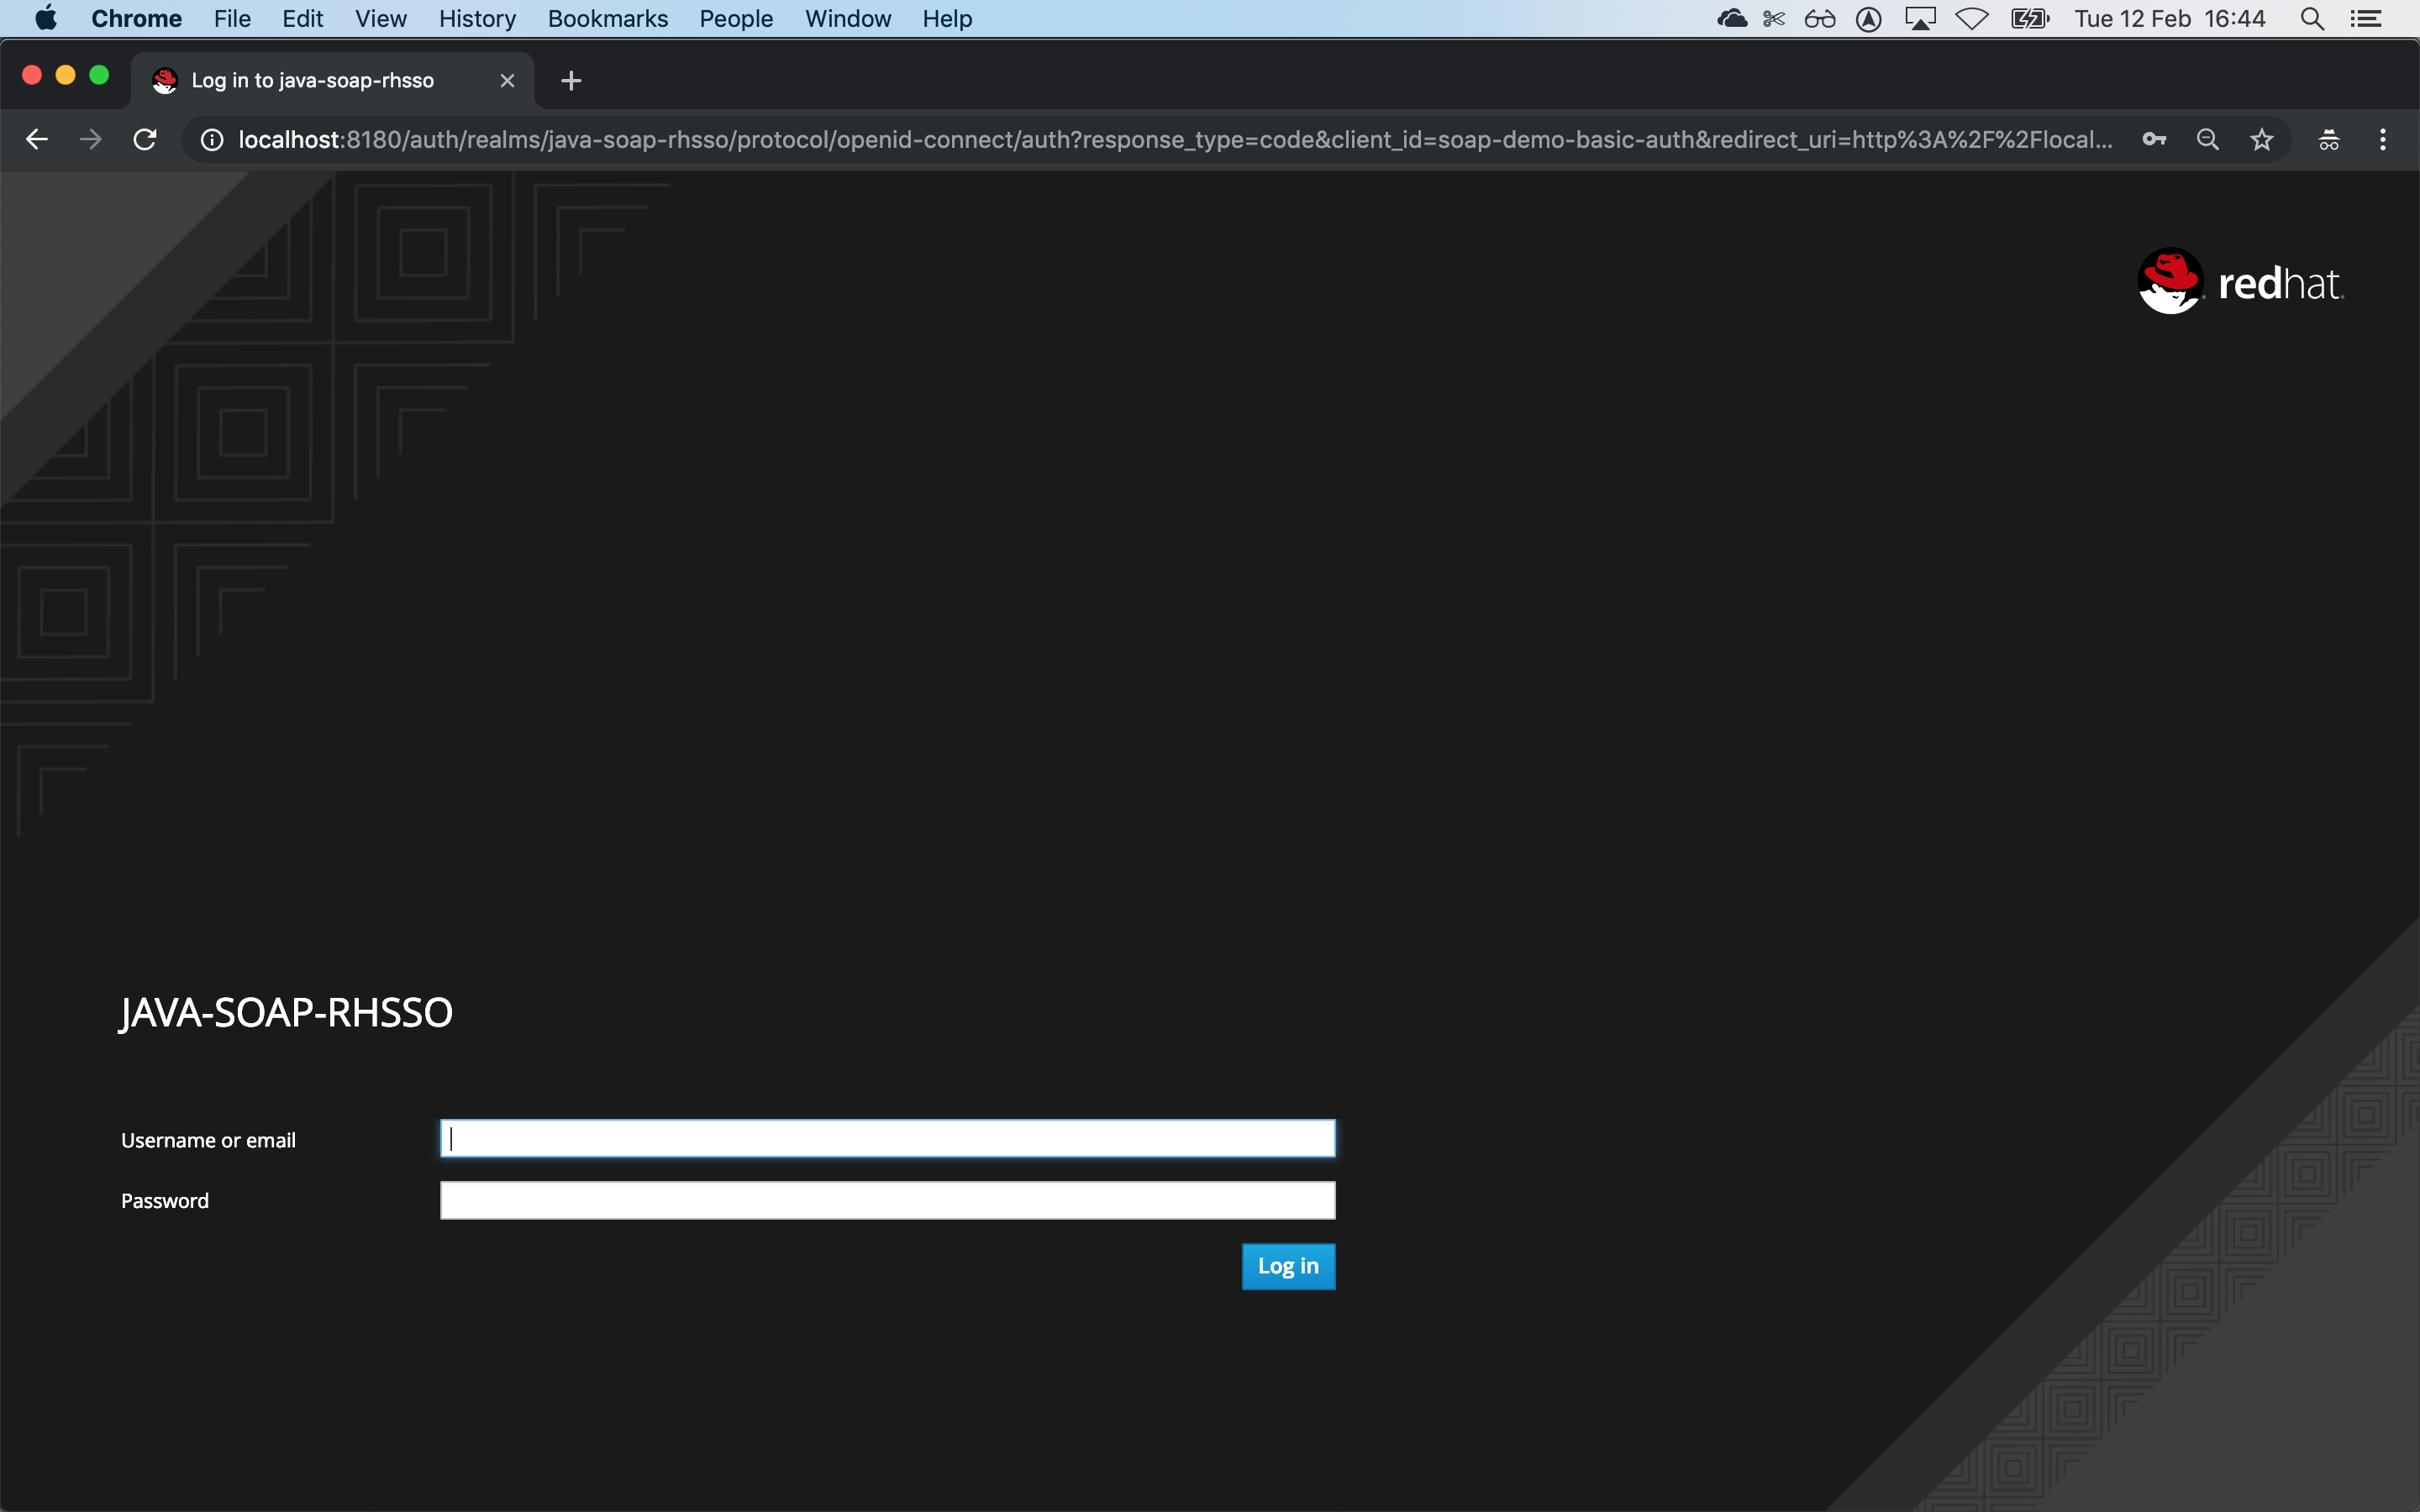 Chrome File Edit View History Bookmarks People Window Help Tue 12 Feb 16:44
Log in to java-soap-rhsso
localhost:8180/auth/realms/java-soap-rhsso/protocol/openid-connect/auth?response_type=code&client_id=soap-demo-basic-auth&redirect_uri=http%3A%2F%2Flocal...
redhat.
JAVA-SOAP-RHSSO
Username or email
Password
Log in